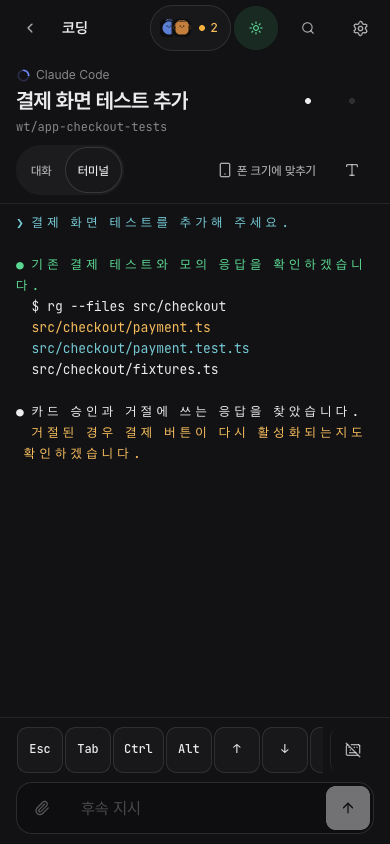 코딩
2
Claude Code
결제 화면 테스트 추가
wt/app-checkout-tests
대화
터미널
폰 크기에 맞추기
❯ 결제 화면 테스트를 추가해 주세요.
● 기존 결제 테스트와 모의 응답을 확인하겠습니
다.
$ rg --files src/checkout
src/checkout/payment.ts
src/checkout/payment.test.ts
src/checkout/fixtures.ts
● 카드 승인과 거절에 쓰는 응답을 찾았습니다.
거절된 경우 결제 버튼이 다시 활성화되는지도
확인하겠습니다.
Esc Tab Ctrl Alt ↑ ↓
후속 지시